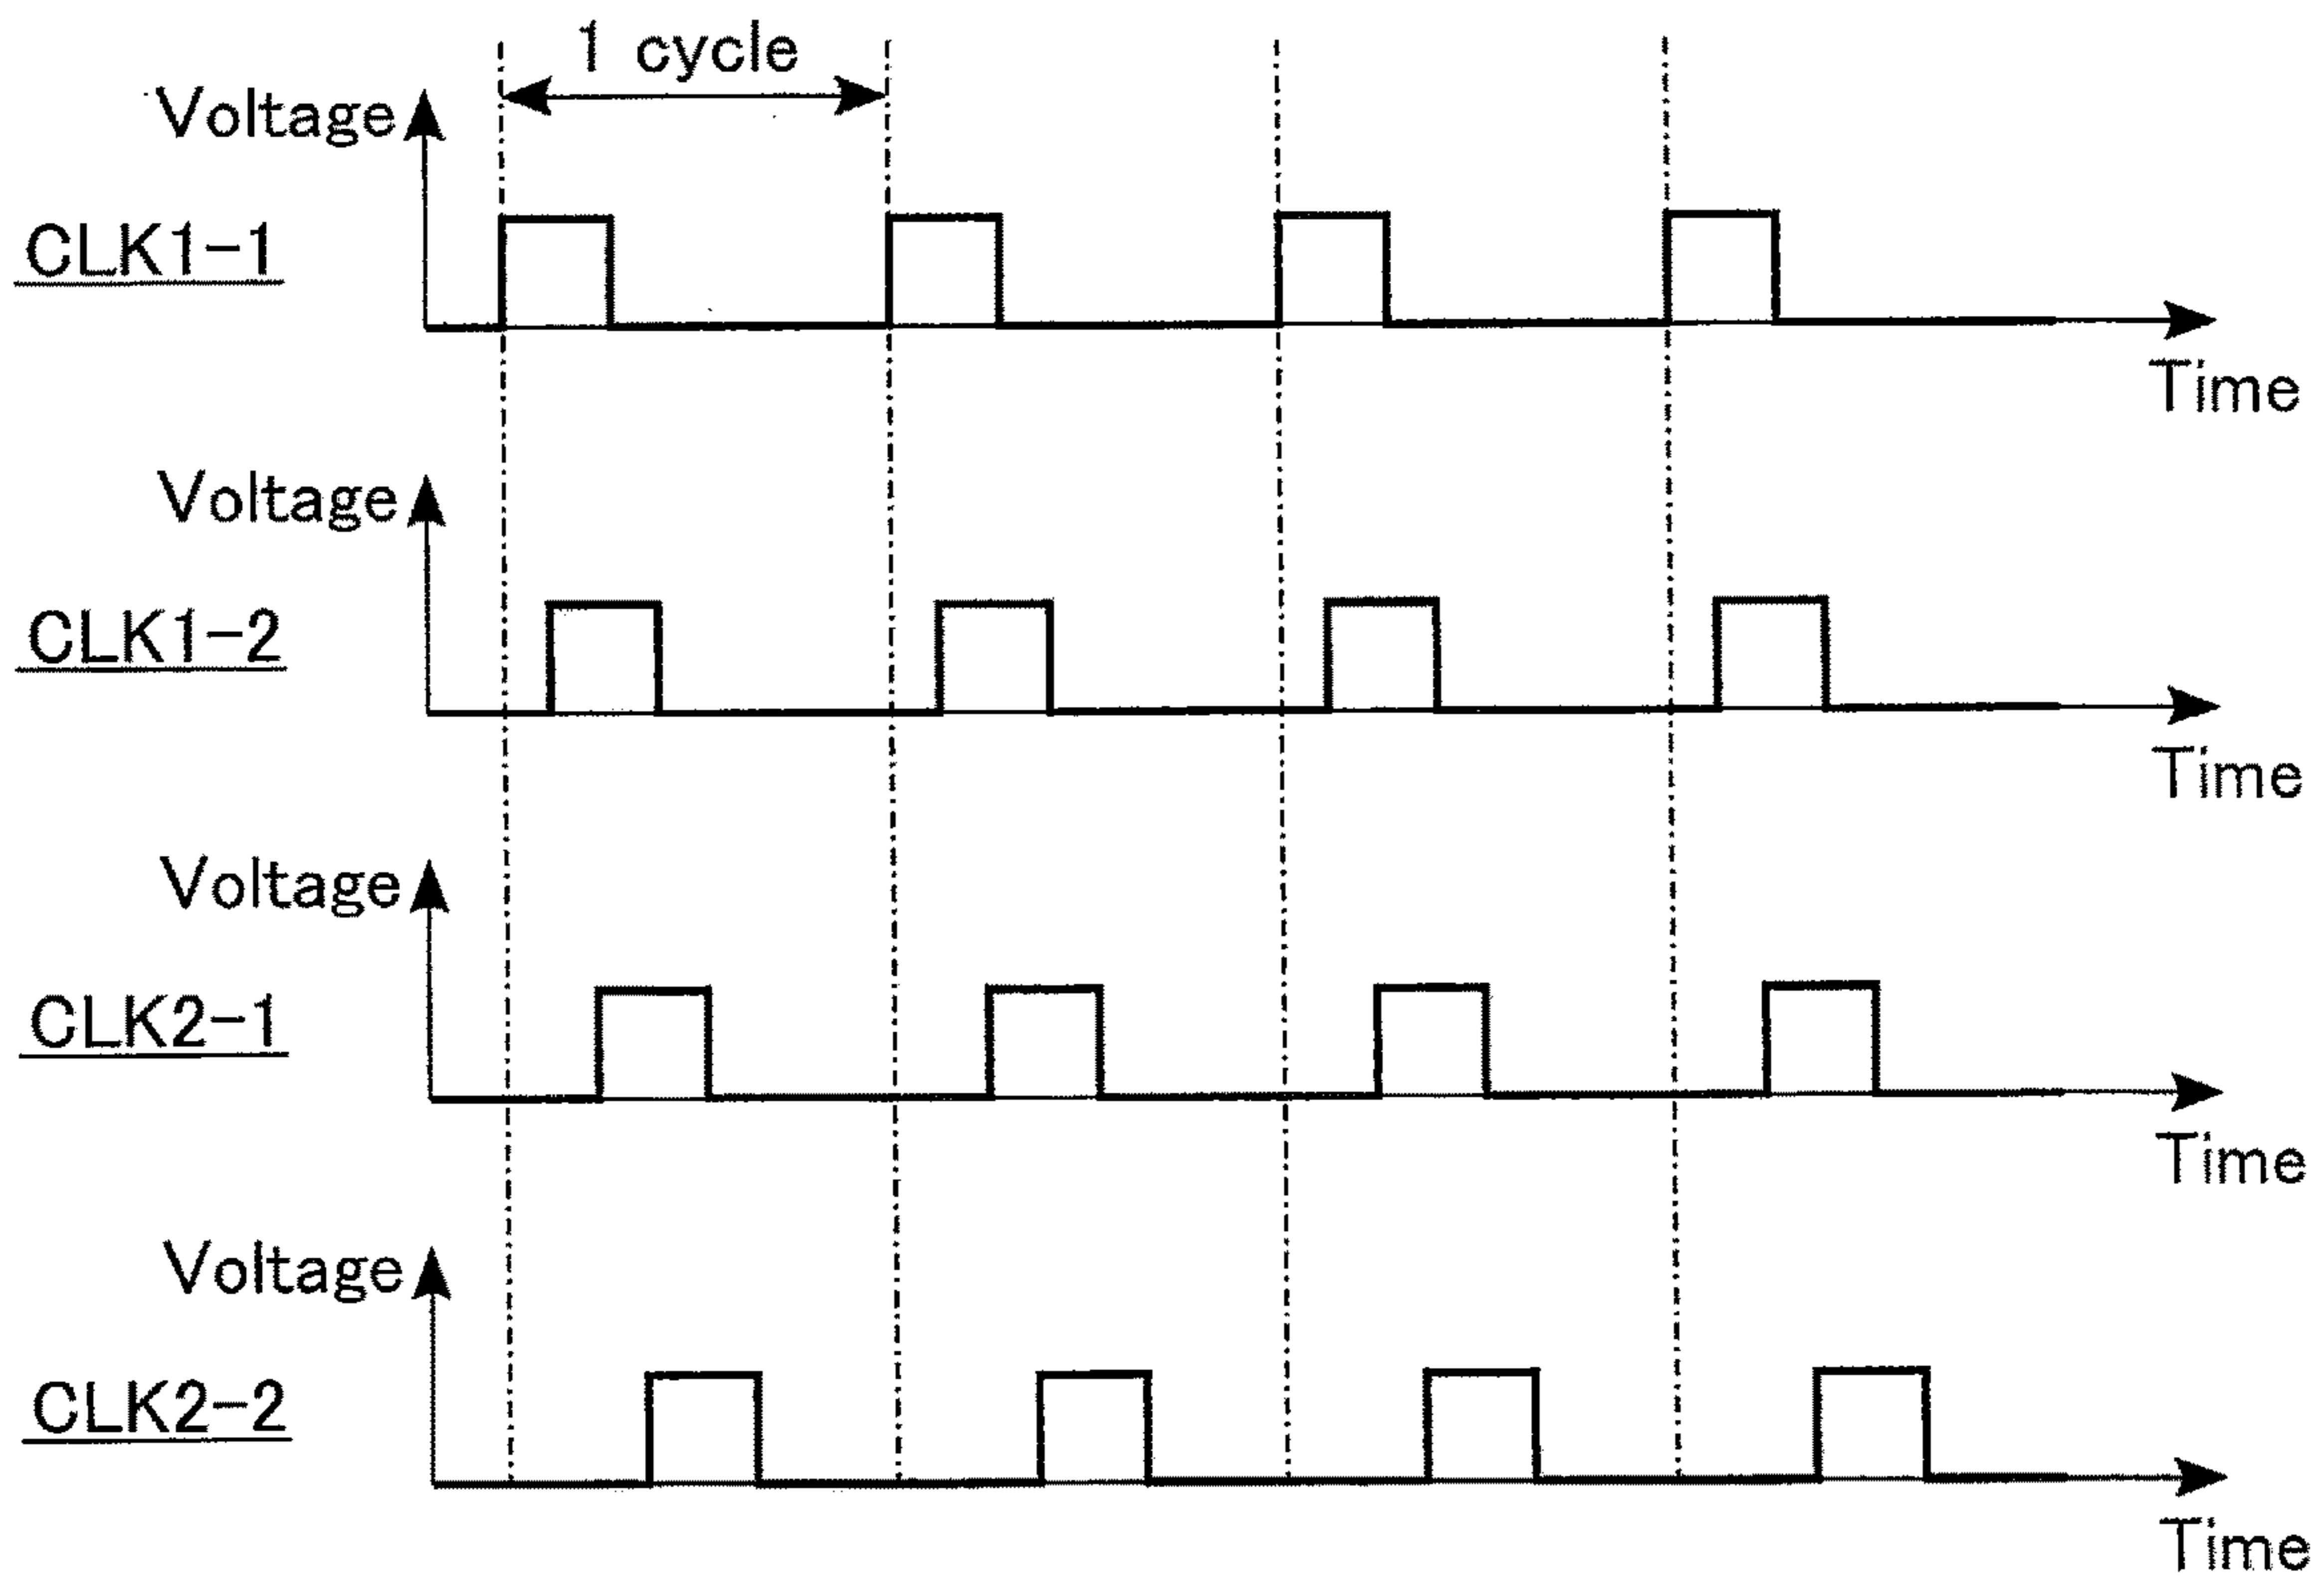 1 cycle
Voltage
CLK1-1
Time
Voltage
CLK1-2
Time
Voltage
CLK2-1
Time
Voltage
CLK2-2
Time